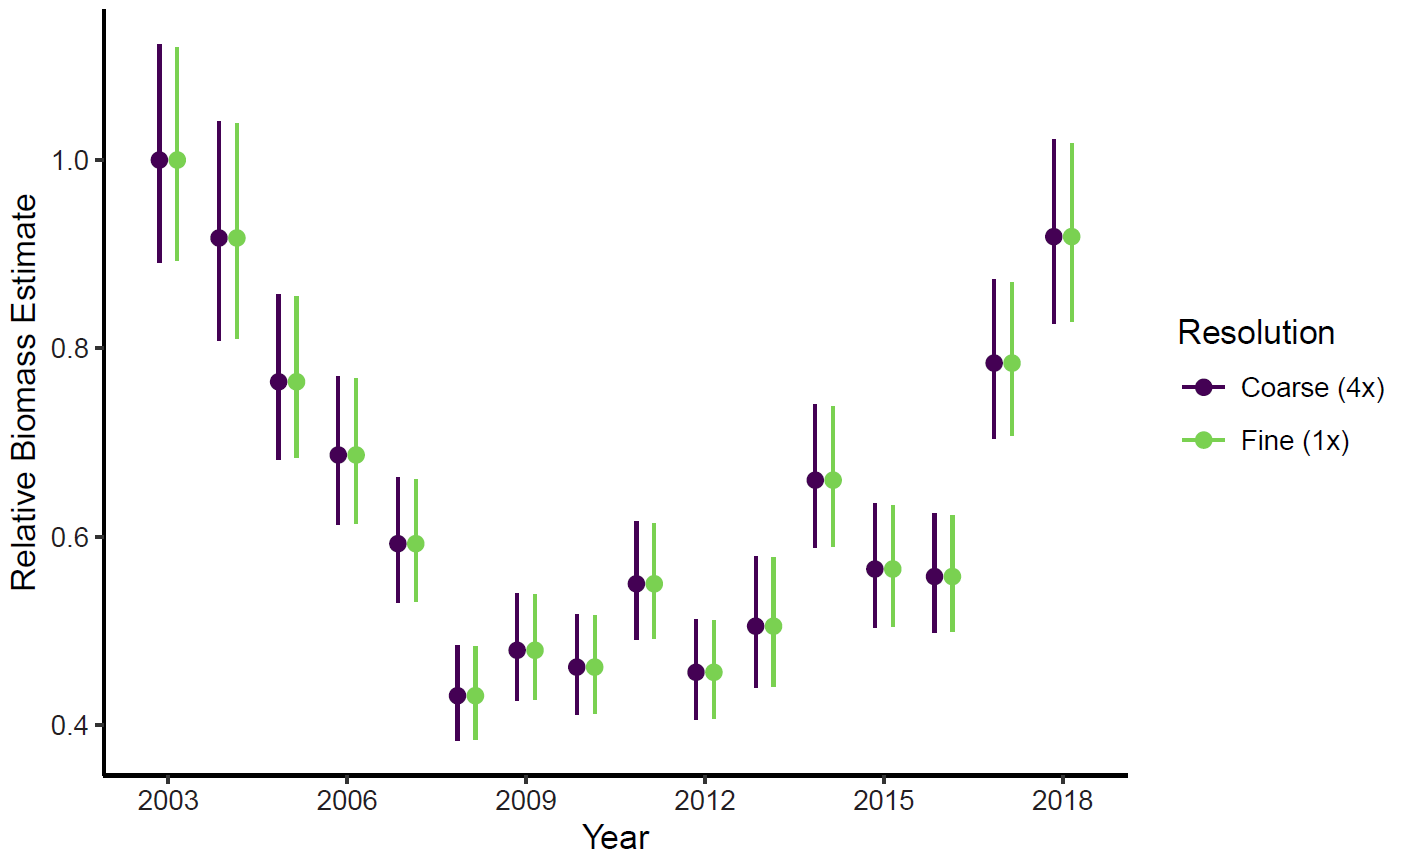 Relative Biomass Estimate
1.0
0.8
0.6
0.4
2003 2006 2009 2012 2015 2018
Year
Resolution
Coarse (4x)
Fine (1x)